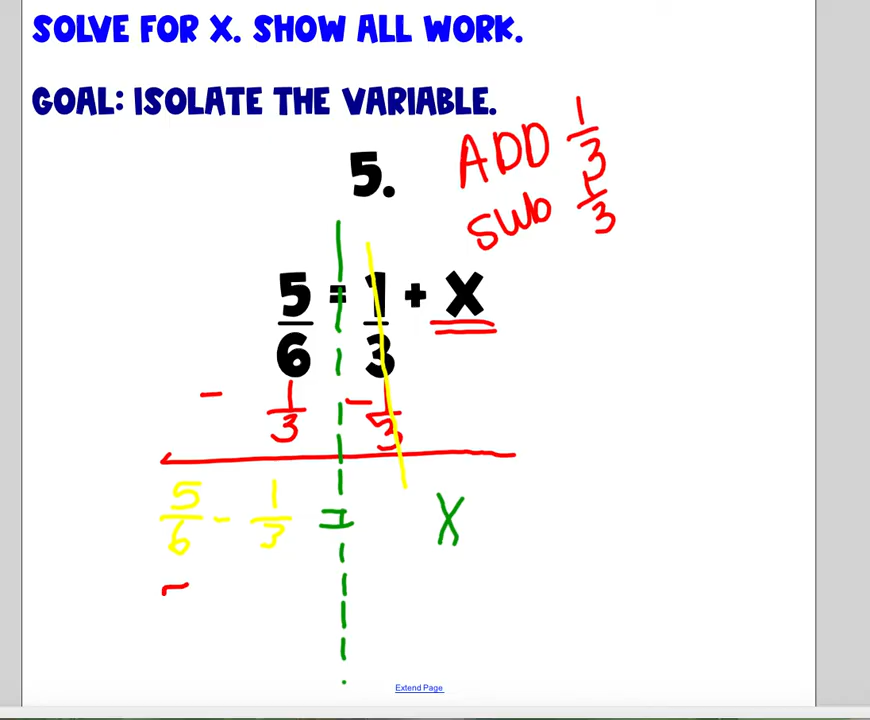 SOLVE FOR X. SHOW ALL WORK.
GOAL: ISOLATE THE VARIABLE.
5.
ADD 1/3
SUB 1/3
5/6 = 1/3 + X
- 1/3 - 1/3
5/6 - 1/3 = X
-
Extend Page